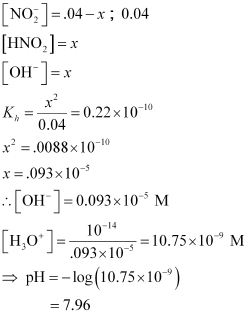 [NO₂⁻] = .04 − x ; 0.04
[HNO₂] = x
[OH⁻] = x
Kₕ = x²/0.04 = 0.22×10⁻¹⁰
x² = .0088×10⁻¹⁰
x = .093×10⁻⁵
∴[OH⁻] = 0.093×10⁻⁵ M
[H₃O⁺] = 10⁻¹⁴/.093×10⁻⁵ = 10.75×10⁻⁹ M
⇒ pH = −log(10.75×10⁻⁹)
= 7.96